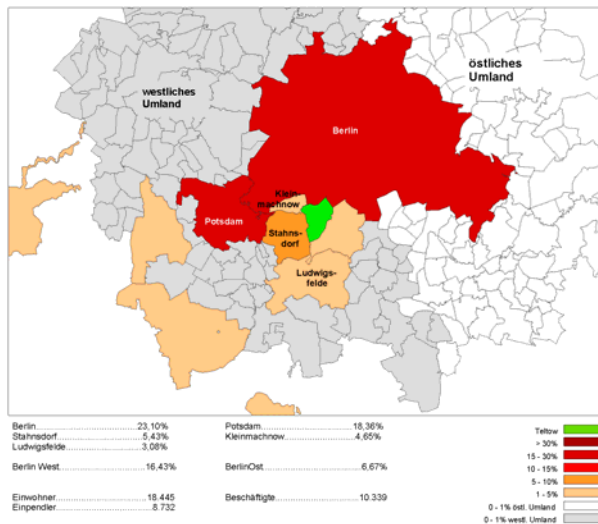 westliches
Umland
östliches
Umland
Berlin
Klein-
machnow
Potsdam
Stahns-
dorf
Ludwigs-
felde
Berlin..........23,10%
Stahnsdorf..........5,43%
Ludwigsfelde..........3,08%
Berlin West..........16,43%
Einwohner..........18.445
Einpendler..........8.732
Potsdam..........18,36%
Kleinmachnow..........4,65%
BerlinOst..........6,67%
Beschäftigte..........10.339
Teltow
> 30%
15 - 30%
10 - 15%
5 - 10%
1 - 5%
0 - 1% östl. Umland
0 - 1% westl. Umland